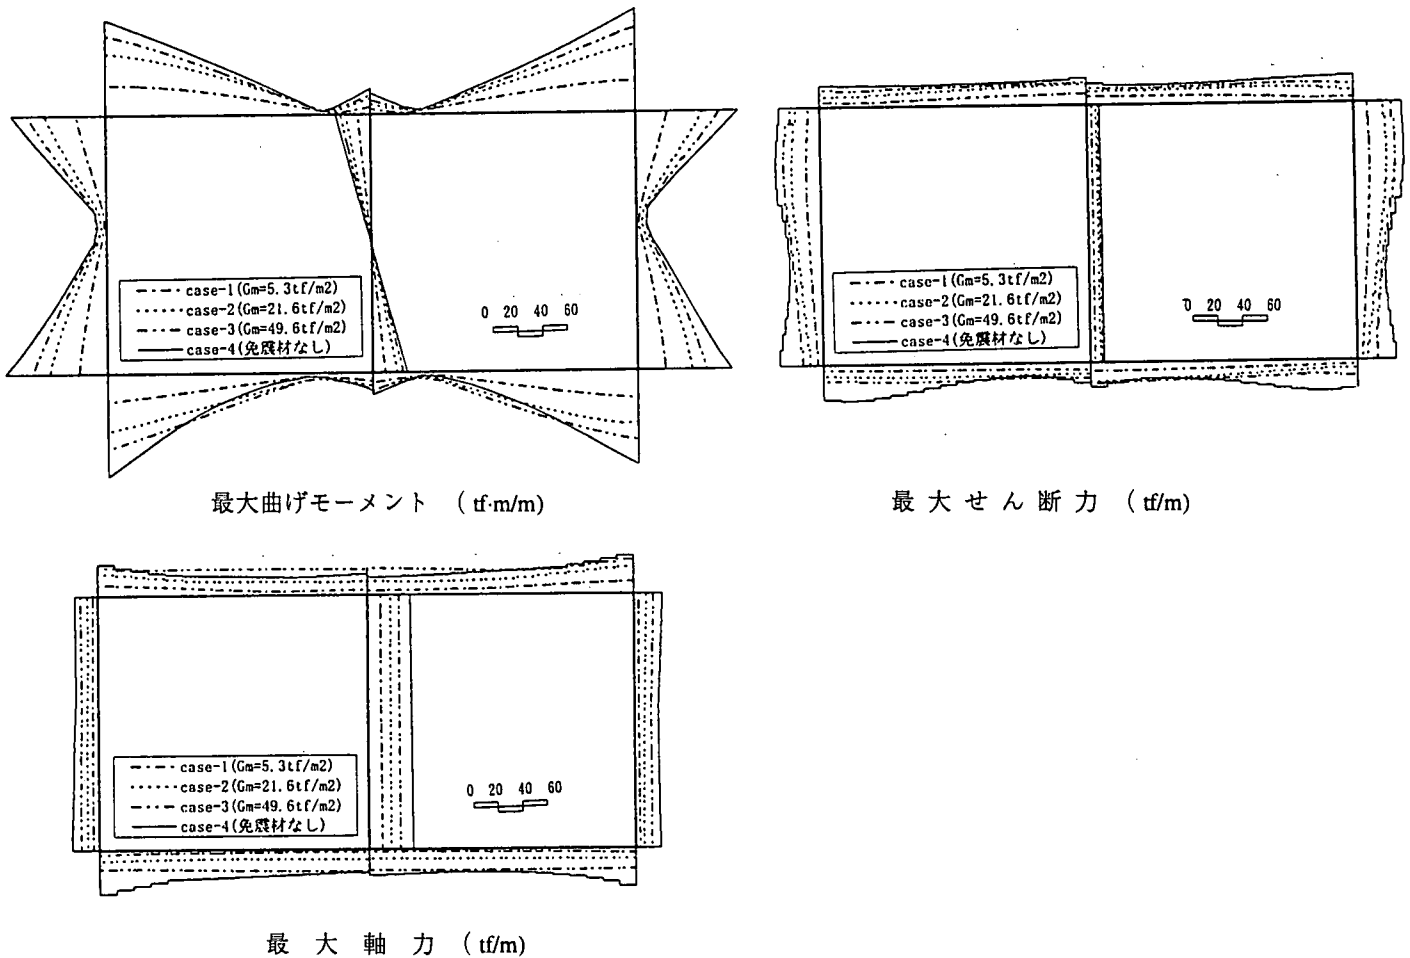 case-1(Gm=5.3tf/m2)
case-2(Gm=21.6tf/m2)
case-3(Gm=49.6tf/m2)
case-4(免震材なし)
0 20 40 60
最大曲げモーメント （tf·m/m)
case-1(Gm=5.3tf/m2)
case-2(Gm=21.6tf/m2)
case-3(Gm=49.6tf/m2)
case-4(免震材なし)
0 20 40 60
最大せん断力（tf/m)
case-1(Gm=5.3tf/m2)
case-2(Gm=21.6tf/m2)
case-3(Gm=49.6tf/m2)
case-4(免震材なし)
0 20 40 60
最大軸力（tf/m)